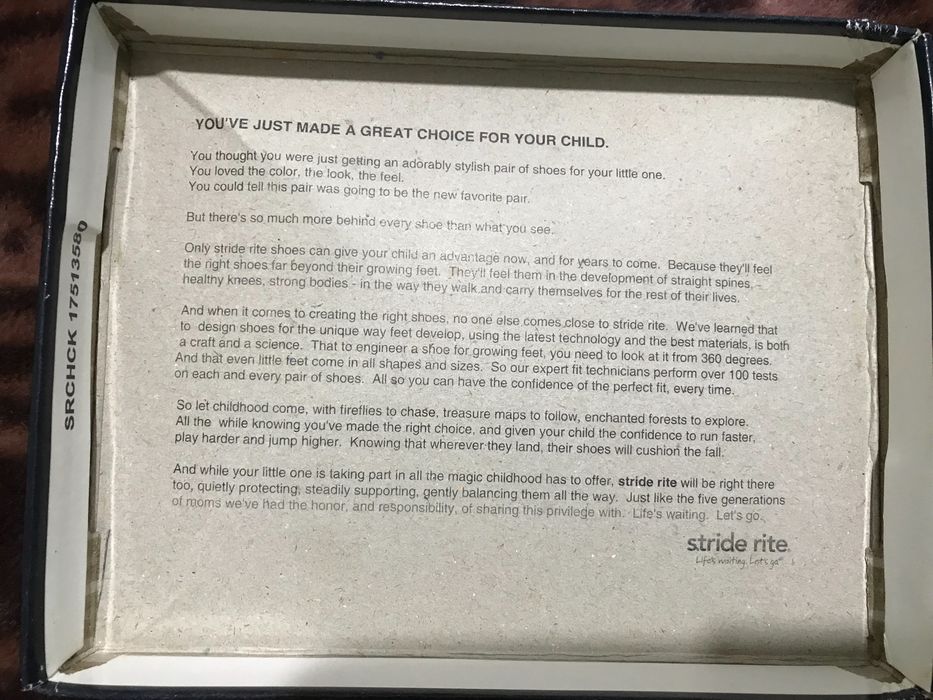 YOU'VE JUST MADE A GREAT CHOICE FOR YOUR CHILD.
You thought you were just getting an adorably stylish pair of shoes for your little one.
You loved the color, the look, the feel.
You could tell this pair was going to be the new favorite pair.
But there's so much more behind every shoe than what you see.
Only stride rite shoes can give your child an advantage now, and for years to come. Because they'll feel
the right shoes far beyond their growing feet. They'll feel them in the development of straight spines,
healthy knees, strong bodies - in the way they walk and carry themselves for the rest of their lives.
And when it comes to creating the right shoes, no one else comes close to stride rite. We've learned that
to design shoes for the unique way feet develop, using the latest technology and the best materials, is both
a craft and a science. That to engineer a shoe for growing feet, you need to look at it from 360 degrees.
And that even little feet come in all shapes and sizes. So our expert fit technicians perform over 100 tests
on each and every pair of shoes. All so you can have the confidence of the perfect fit, every time.
So let childhood come, with fireflies to chase, treasure maps to follow, enchanted forests to explore.
All the while knowing you've made the right choice, and given your child the confidence to run faster,
play harder and jump higher. Knowing that wherever they land, their shoes will cushion the fall.
And while your little one is taking part in all the magic childhood has to offer, stride rite will be right there
too, quietly protecting, steadily supporting, gently balancing them all the way. Just like the five generations
of moms we've had the honor, and responsibility, of sharing this privilege with. Life's waiting. Let's go.
stride rite
Life's waiting. Let's go
SRCHCK 17513580